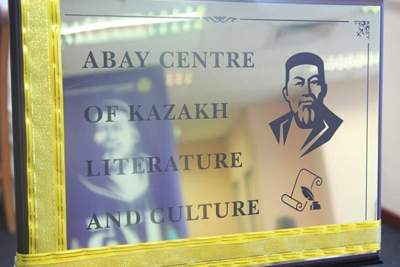 ABAY CENTRE
OF KAZAKH
LITERATURE
AND CULTURE